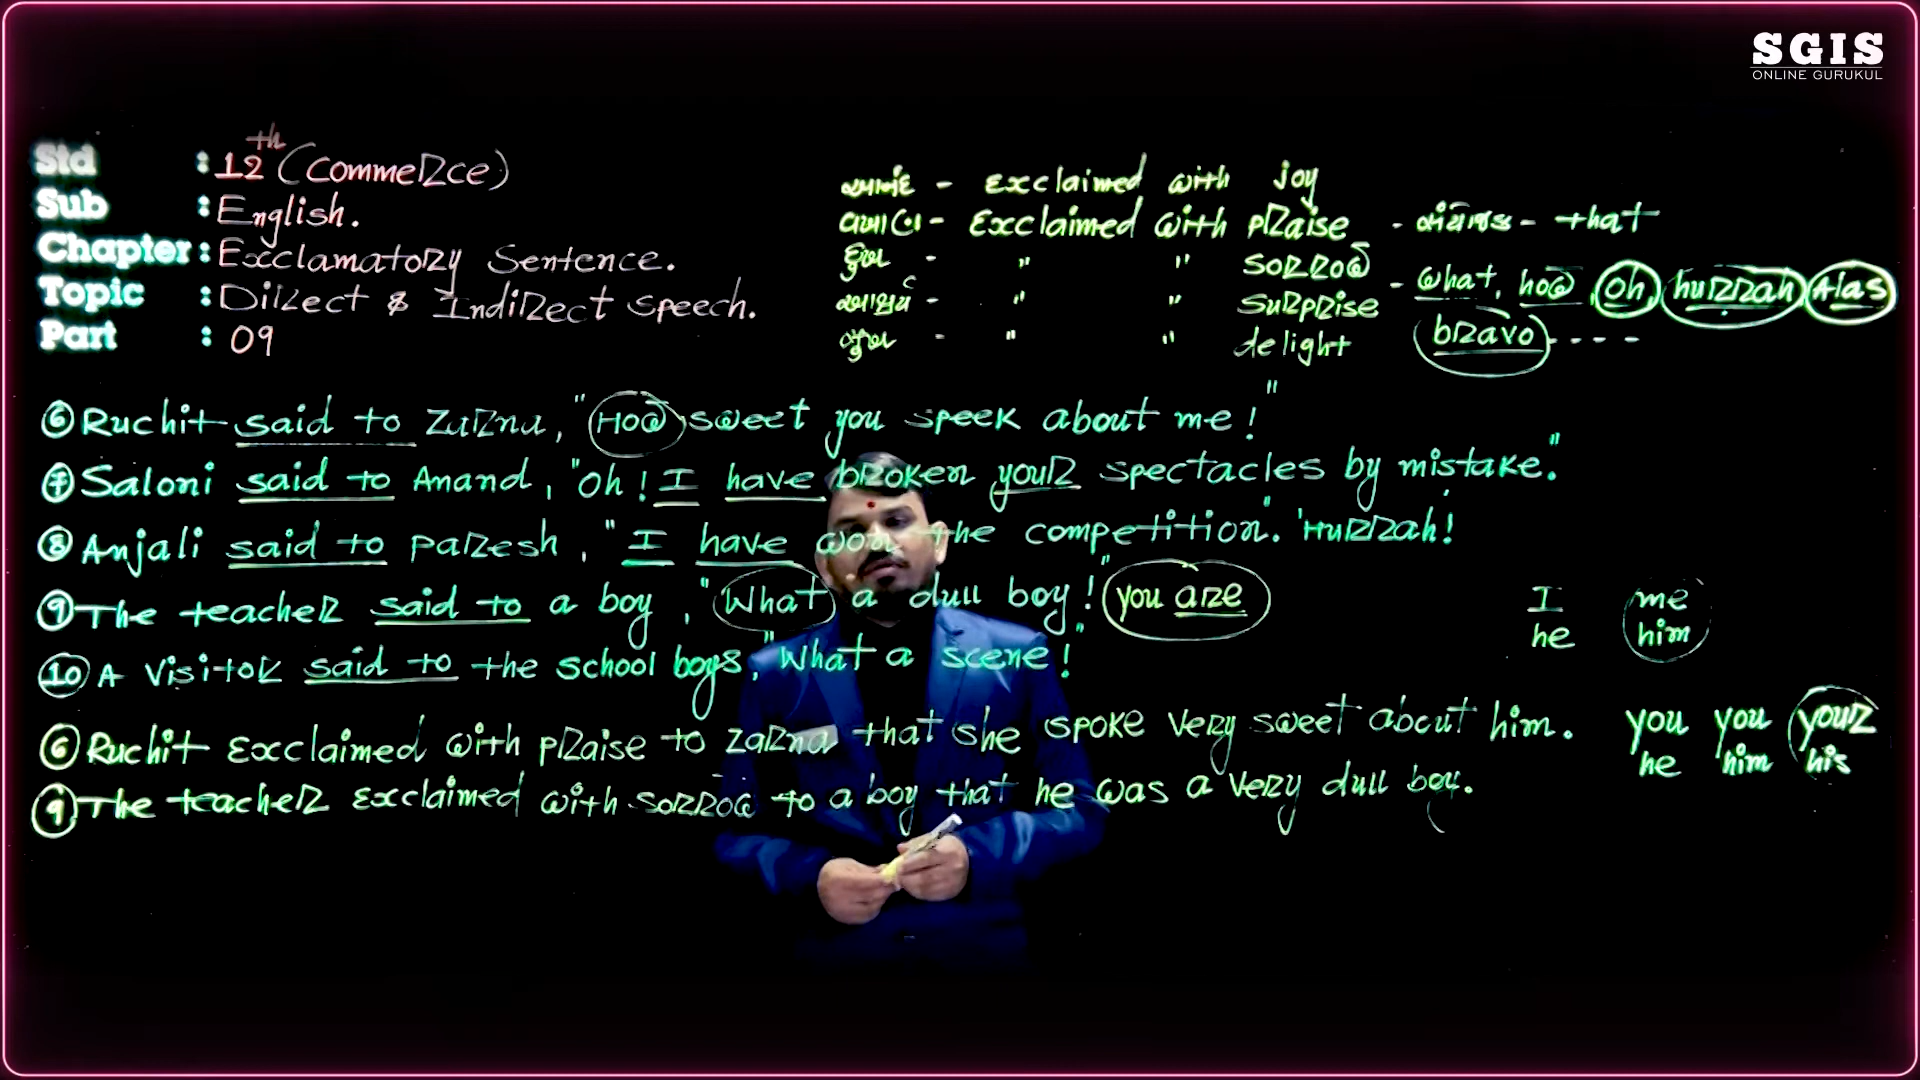 SGIS
ONLINE GURUKUL
Std : 12th (Commerce)
Sub : English.
Chapter : Exclamatory Sentence.
Topic : Direct & Indirect speech.
Part : 09
આનંદ - Exclaimed with joy
વખાણ - Exclaimed with praise - સંયોજક - that
દુઃખ - " " sorrow
આશ્ચર્ય - " " surprise - what, how, oh, hurrah, Alas
ખુશ - " " delight bravo - - - -
⑥ Ruchit said to Zarna, "How sweet you speek about me!"
⑦ Saloni said to Anand, "Oh! I have broken your spectacles by mistake."
⑧ Anjali said to Paresh, "I have won the competition". 'Hurrah!
⑨ The teacher said to a boy, "What a dull boy!" you are
⑩ A visitor said to the school boys, "What a scene!"
I me
he him
⑥ Ruchit Exclaimed with praise to Zarna that she spoke very sweet about him.
you you your
he him his
⑨ The teacher Exclaimed with sorrow to a boy that he was a very dull boy.